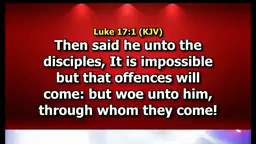 Luke 17:1 (KJV)
Then said he unto the
disciples, It is impossible
but that offences will
come: but woe unto him,
through whom they come!